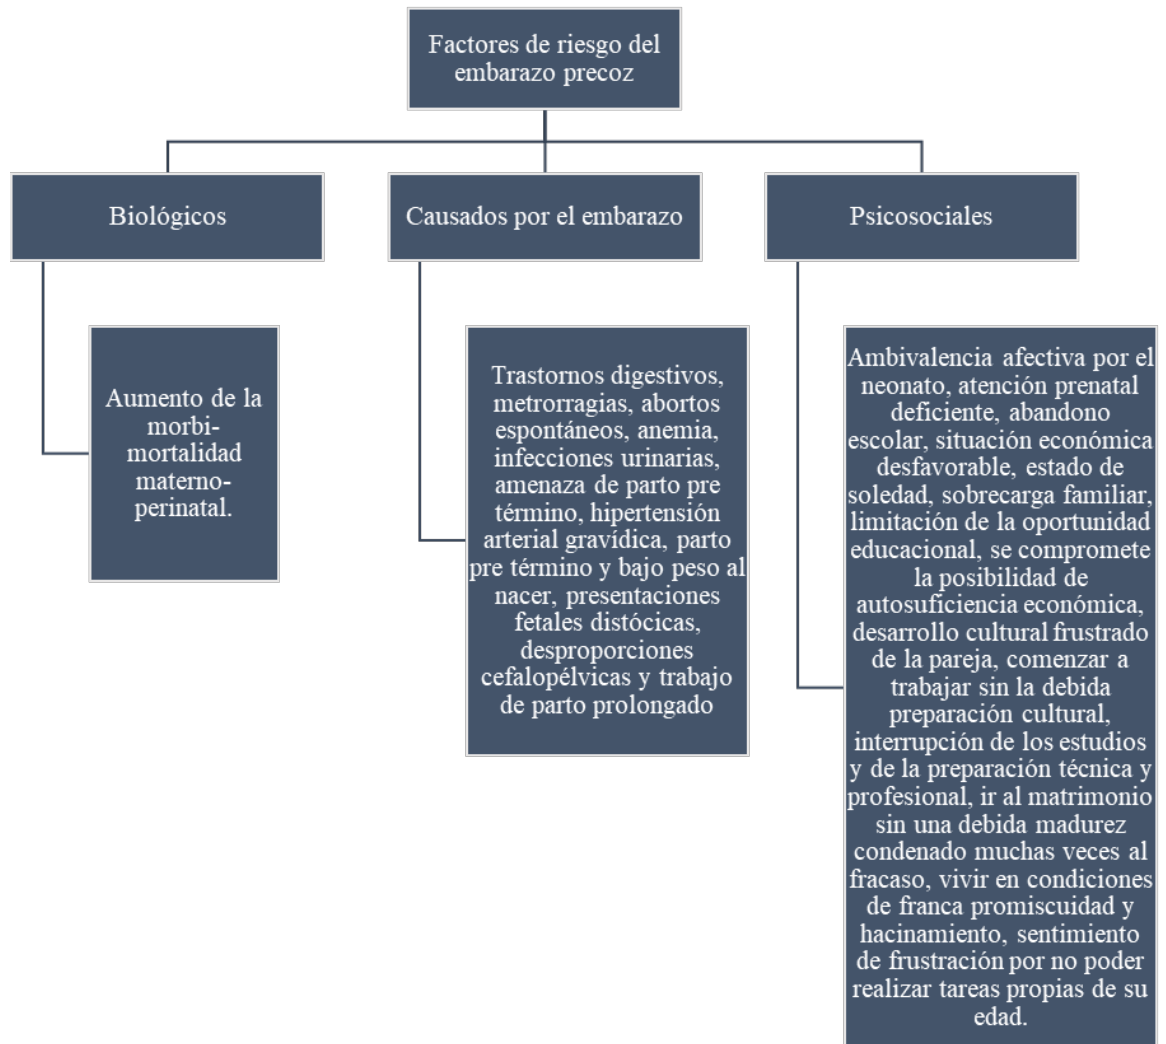 Factores de riesgo del
embarazo precoz
Biológicos
Causados por el embarazo
Psicosociales
Aumento de la
morbi-
mortalidad
materno-
perinatal.
Trastornos digestivos,
metrorragias, abortos
espontáneos, anemia,
infecciones urinarias,
amenaza de parto pre
término, hipertensión
arterial gravídica, parto
pre término y bajo peso al
nacer, presentaciones
fetales distócicas,
desproporciones
cefalopélvicas y trabajo
de parto prolongado
Ambivalencia afectiva por el
neonato, atención prenatal
deficiente, abandono
escolar, situación económica
desfavorable, estado de
soledad, sobrecarga familiar,
limitación de la oportunidad
educacional, se compromete
la posibilidad de
autosuficiencia económica,
desarrollo cultural frustrado
de la pareja, comenzar a
trabajar sin la debida
preparación cultural,
interrupción de los estudios
y de la preparación técnica y
profesional, ir al matrimonio
sin una debida madurez
condenado muchas veces al
fracaso, vivir en condiciones
de franca promiscuidad y
hacinamiento, sentimiento
de frustración por no poder
realizar tareas propias de su
edad.